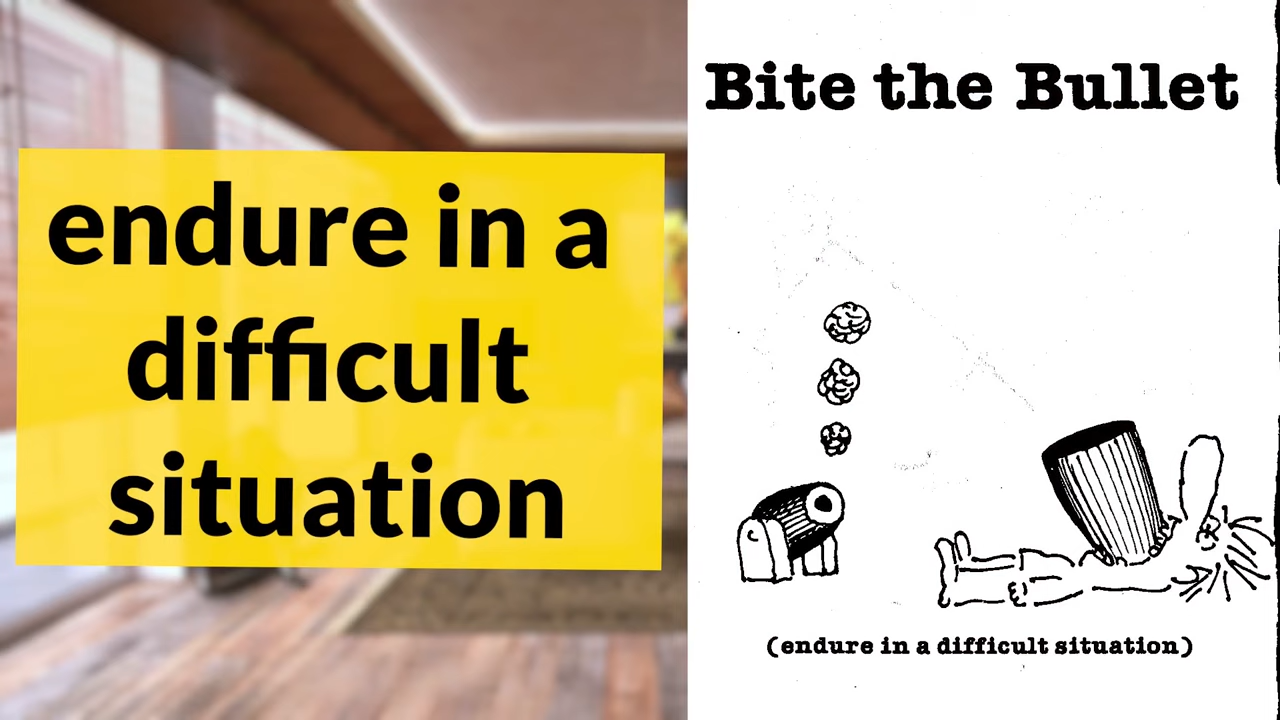 endure in a
difficult
situation
Bite the Bullet
(endure in a difficult situation)